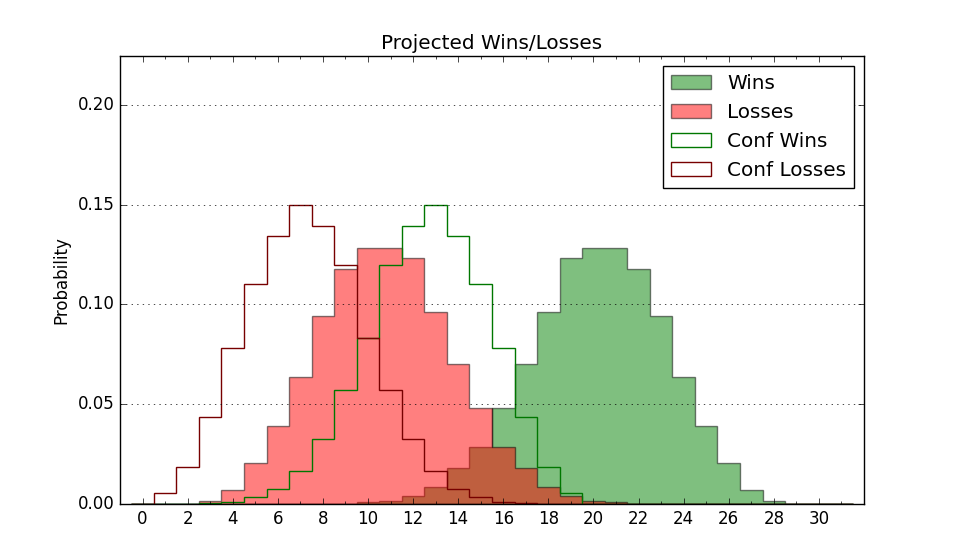 Projected Wins/Losses
Wins
Losses
Conf Wins
Conf Losses
Probability
0.20
0.15
0.10
0.05
0.00
0 2 4 6 8 10 12 14 16 18 20 22 24 26 28 30